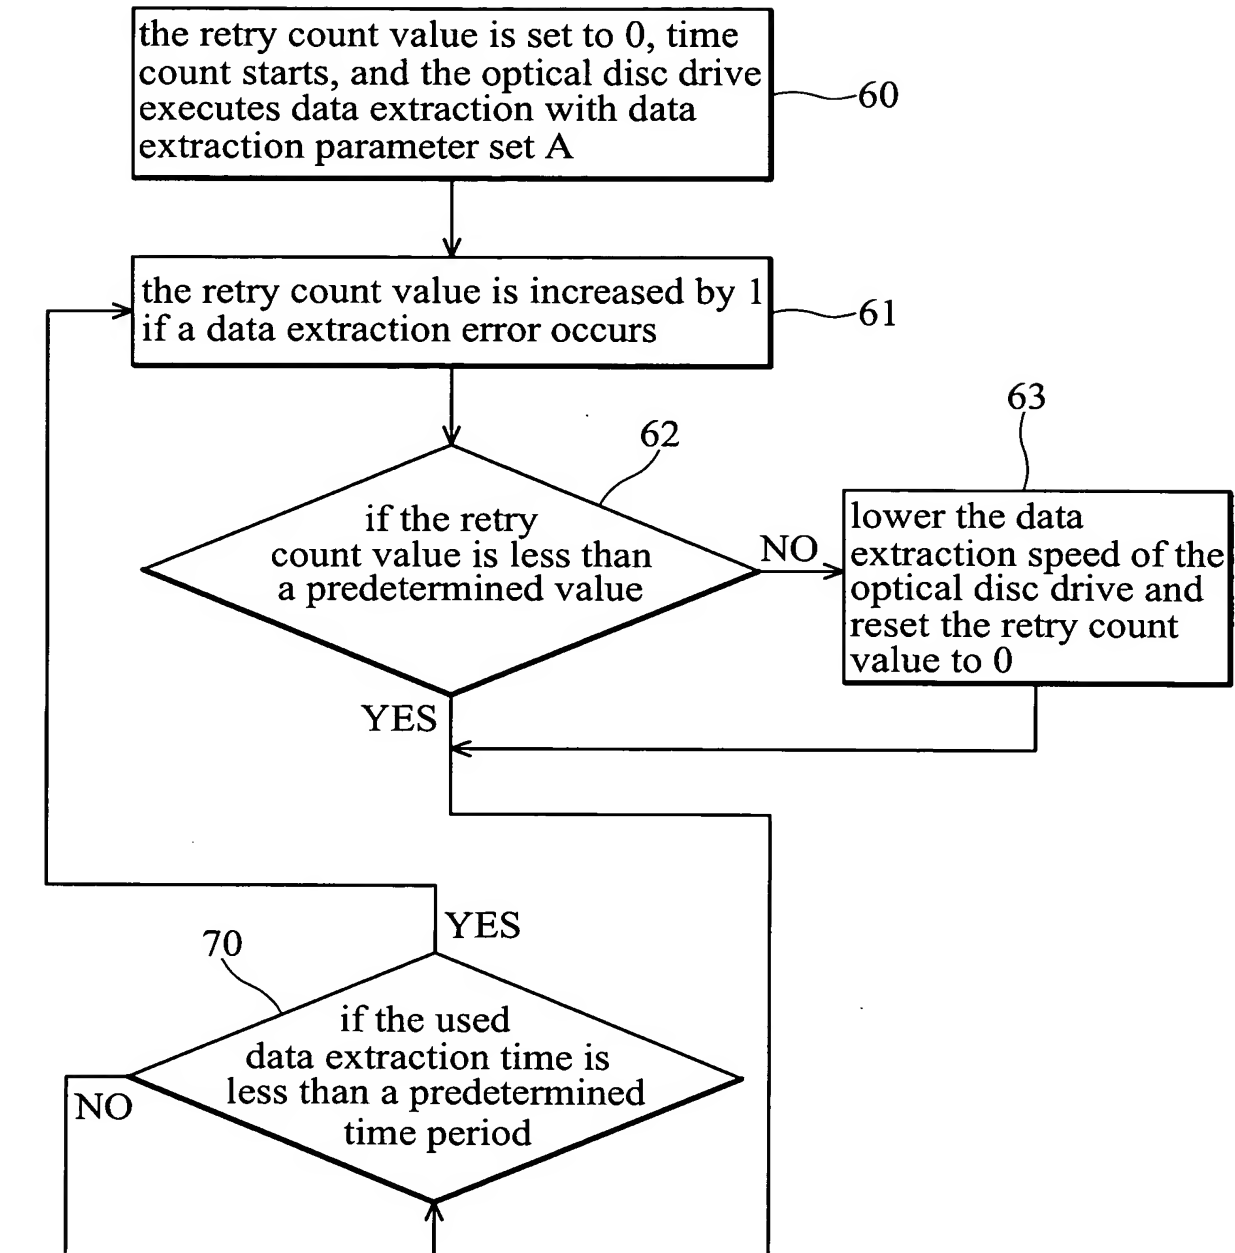 the retry count value is set to 0, time
count starts, and the optical disc drive
executes data extraction with data
extraction parameter set A
60
the retry count value is increased by 1
if a data extraction error occurs
61
62
if the retry
count value is less than
a predetermined value
NO
YES
63
lower the data
extraction speed of the
optical disc drive and
reset the retry count
value to 0
YES
70
if the used
data extraction time is
less than a predetermined
time period
NO